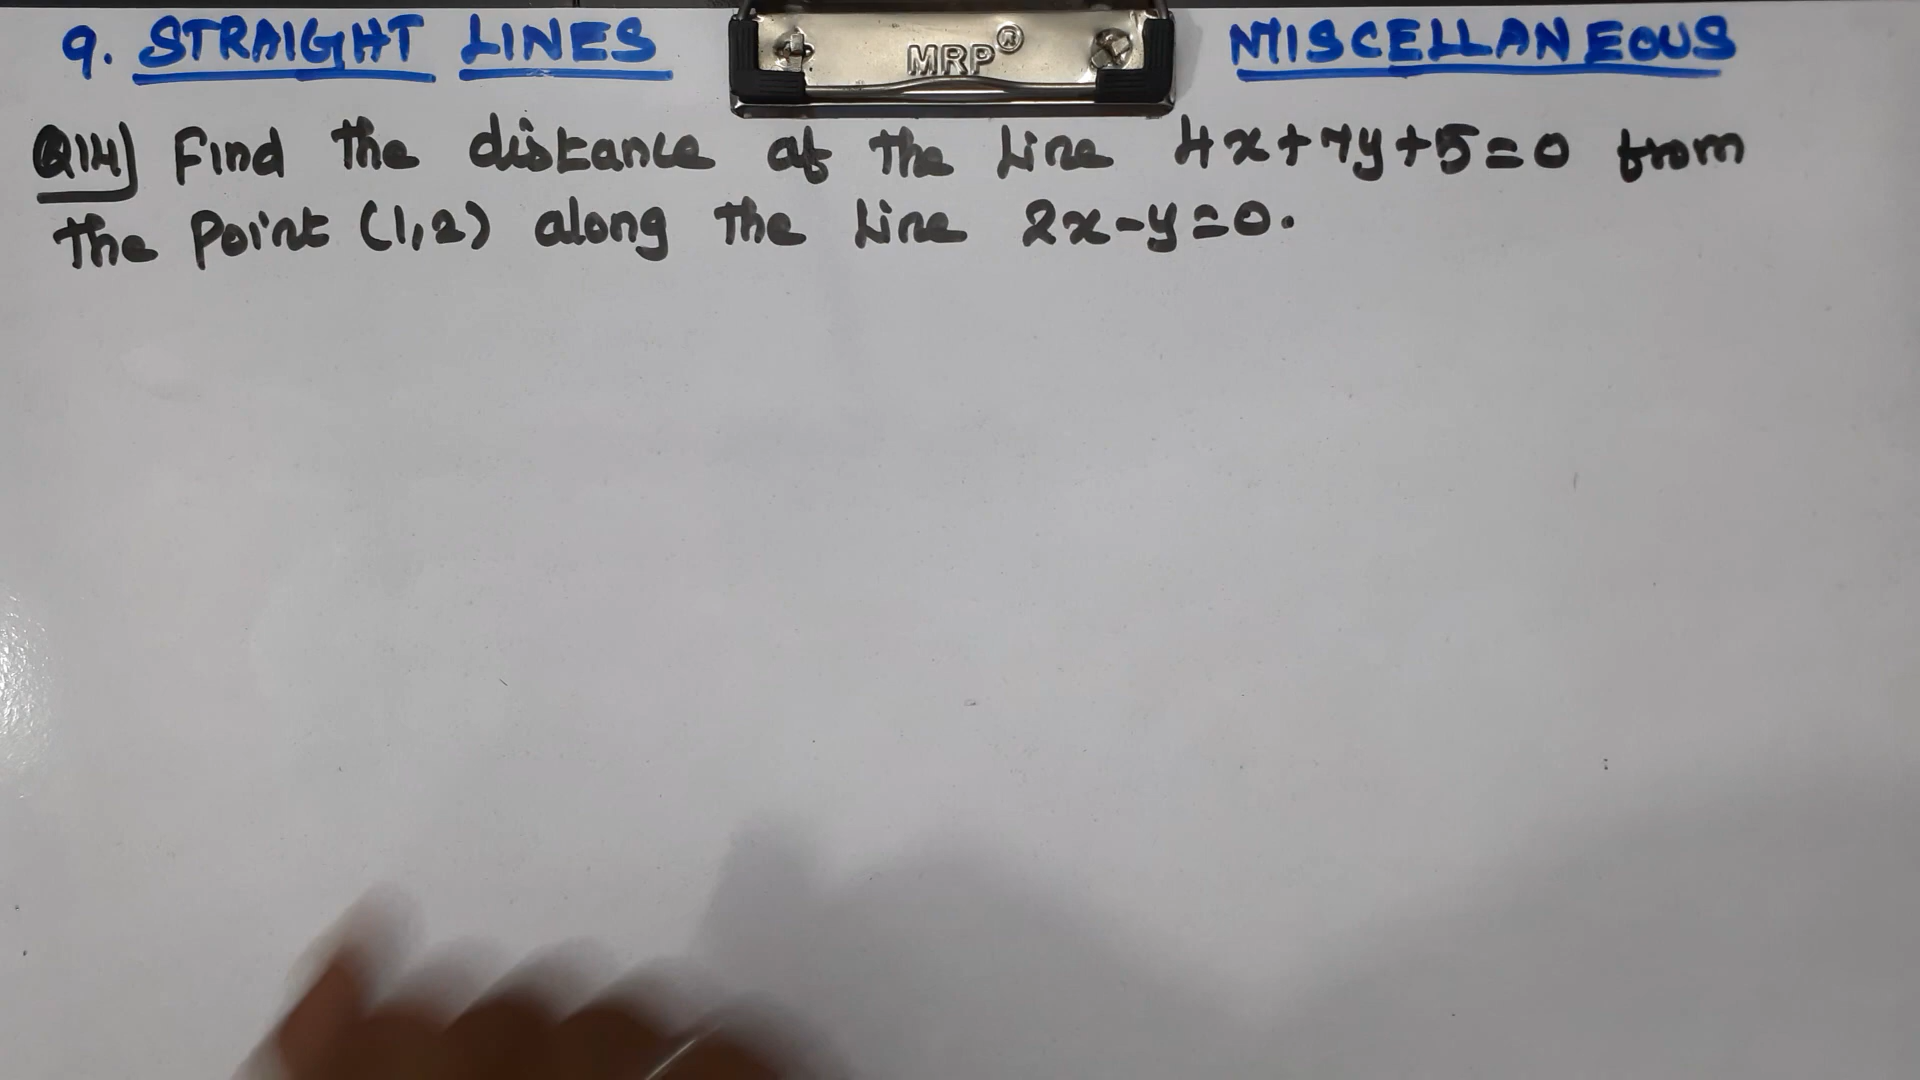 9. STRAIGHT LINES
MRP®
MISCELLANEOUS
Q14) Find the distance of the line 4x+7y+5=0 from
the point (1,2) along the line 2x-y=0.